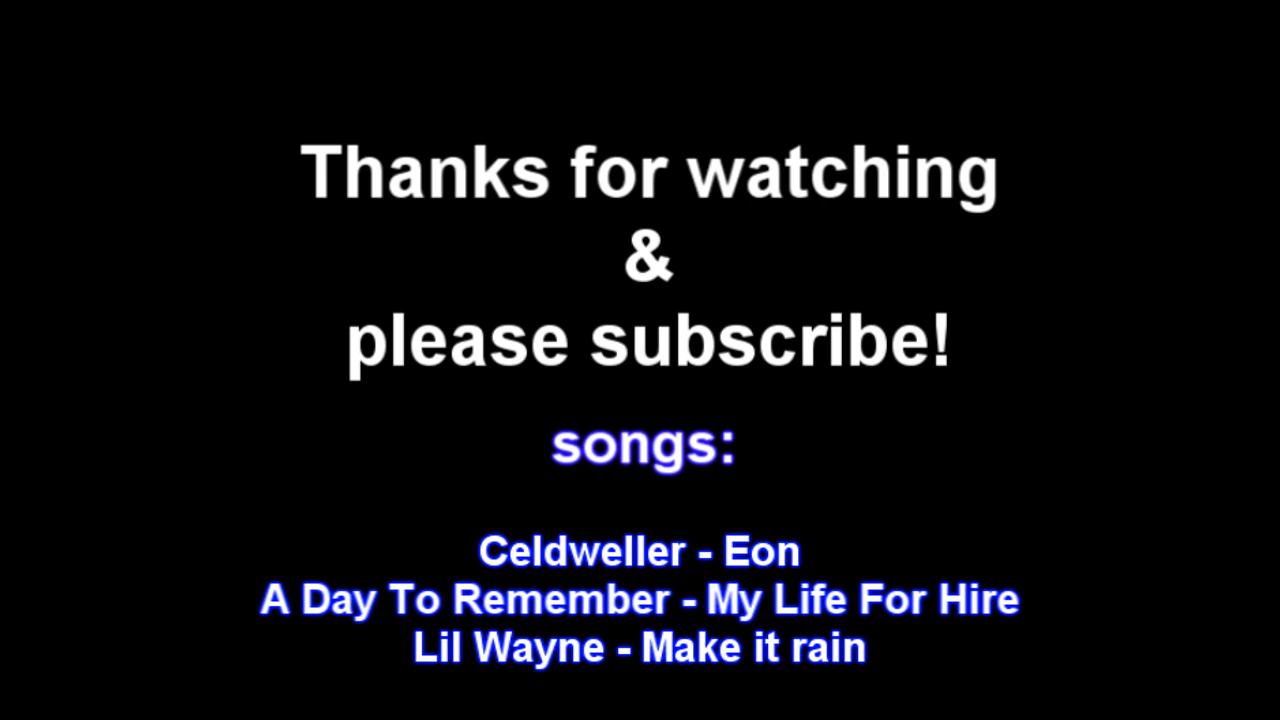 Thanks for watching
&
please subscribe!
songs:
Celdweller - Eon
A Day To Remember - My Life For Hire
Lil Wayne - Make it rain